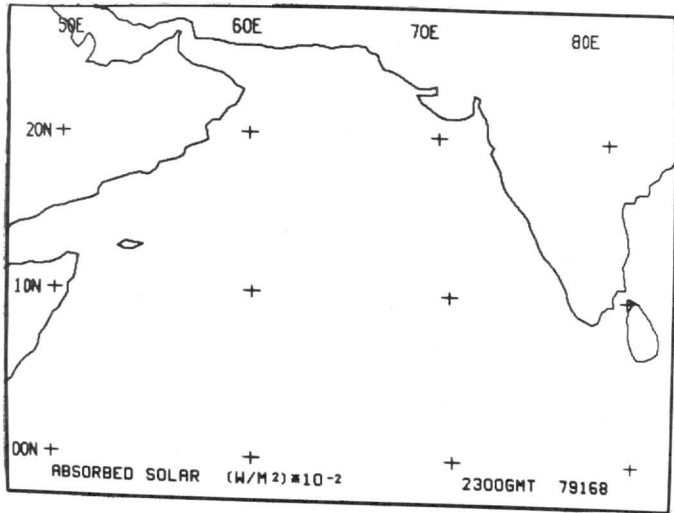 50E 60E 70E 80E
20N
10N
00N
ABSORBED SOLAR (W/M²)*10⁻² 2300GMT 79168